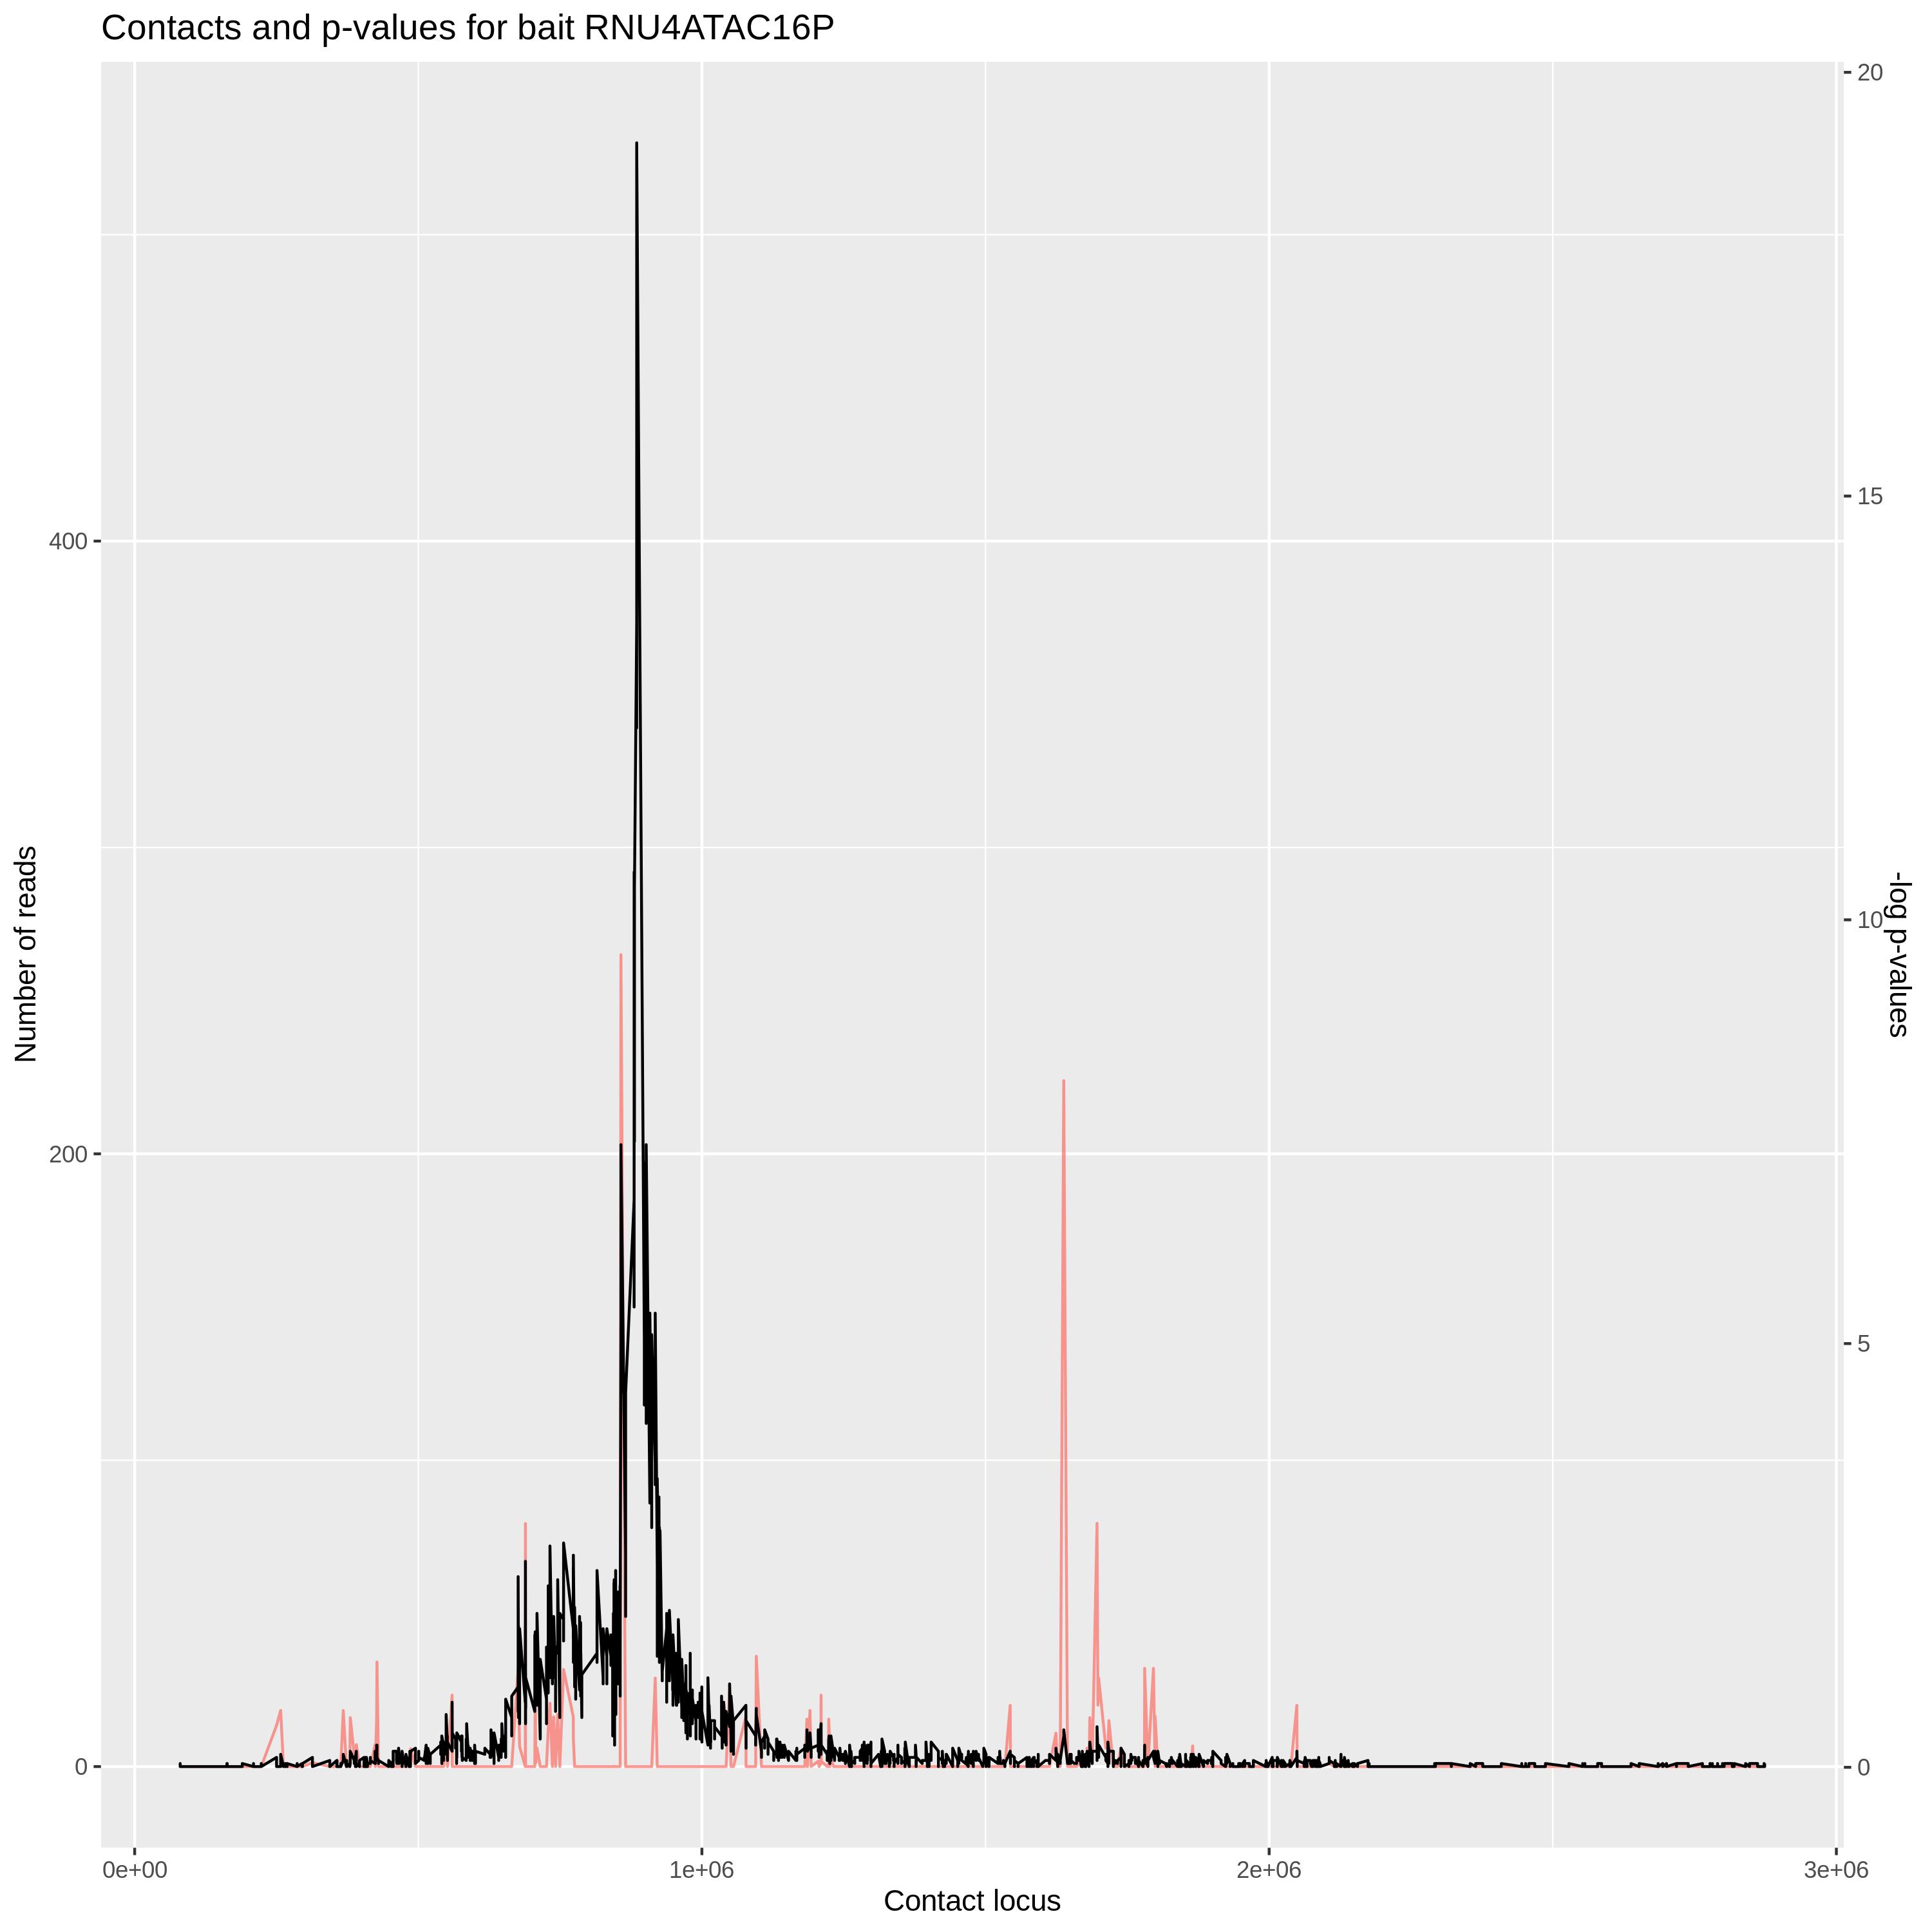 Contacts and p-values for bait RNU4ATAC16P
Number of reads
400
200
0
20
15
10
5
0
-log p-values
0e+00
1e+06
2e+06
3e+06
Contact locus